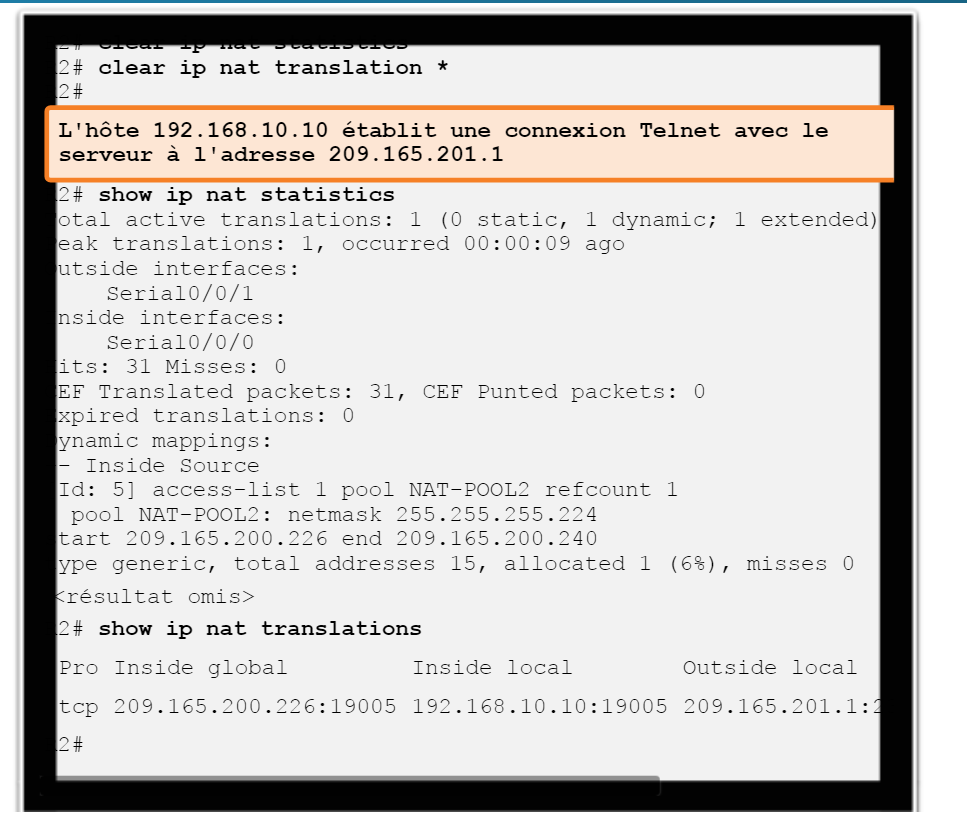 2# clear ip nat statistics
2# clear ip nat translation *
2#
L'hôte 192.168.10.10 établit une connexion Telnet avec le
serveur à l'adresse 209.165.201.1
2# show ip nat statistics
otal active translations: 1 (0 static, 1 dynamic; 1 extended)
eak translations: 1, occurred 00:00:09 ago
utside interfaces:
Serial0/0/1
nside interfaces:
Serial0/0/0
its: 31 Misses: 0
EF Translated packets: 31, CEF Punted packets: 0
xpired translations: 0
ynamic mappings:
- Inside Source
Id: 5] access-list 1 pool NAT-POOL2 refcount 1
pool NAT-POOL2: netmask 255.255.255.224
tart 209.165.200.226 end 209.165.200.240
ype generic, total addresses 15, allocated 1 (6%), misses 0
<résultat omis>
2# show ip nat translations
Pro Inside global Inside local Outside local
tcp 209.165.200.226:19005 192.168.10.10:19005 209.165.201.1:2
2#